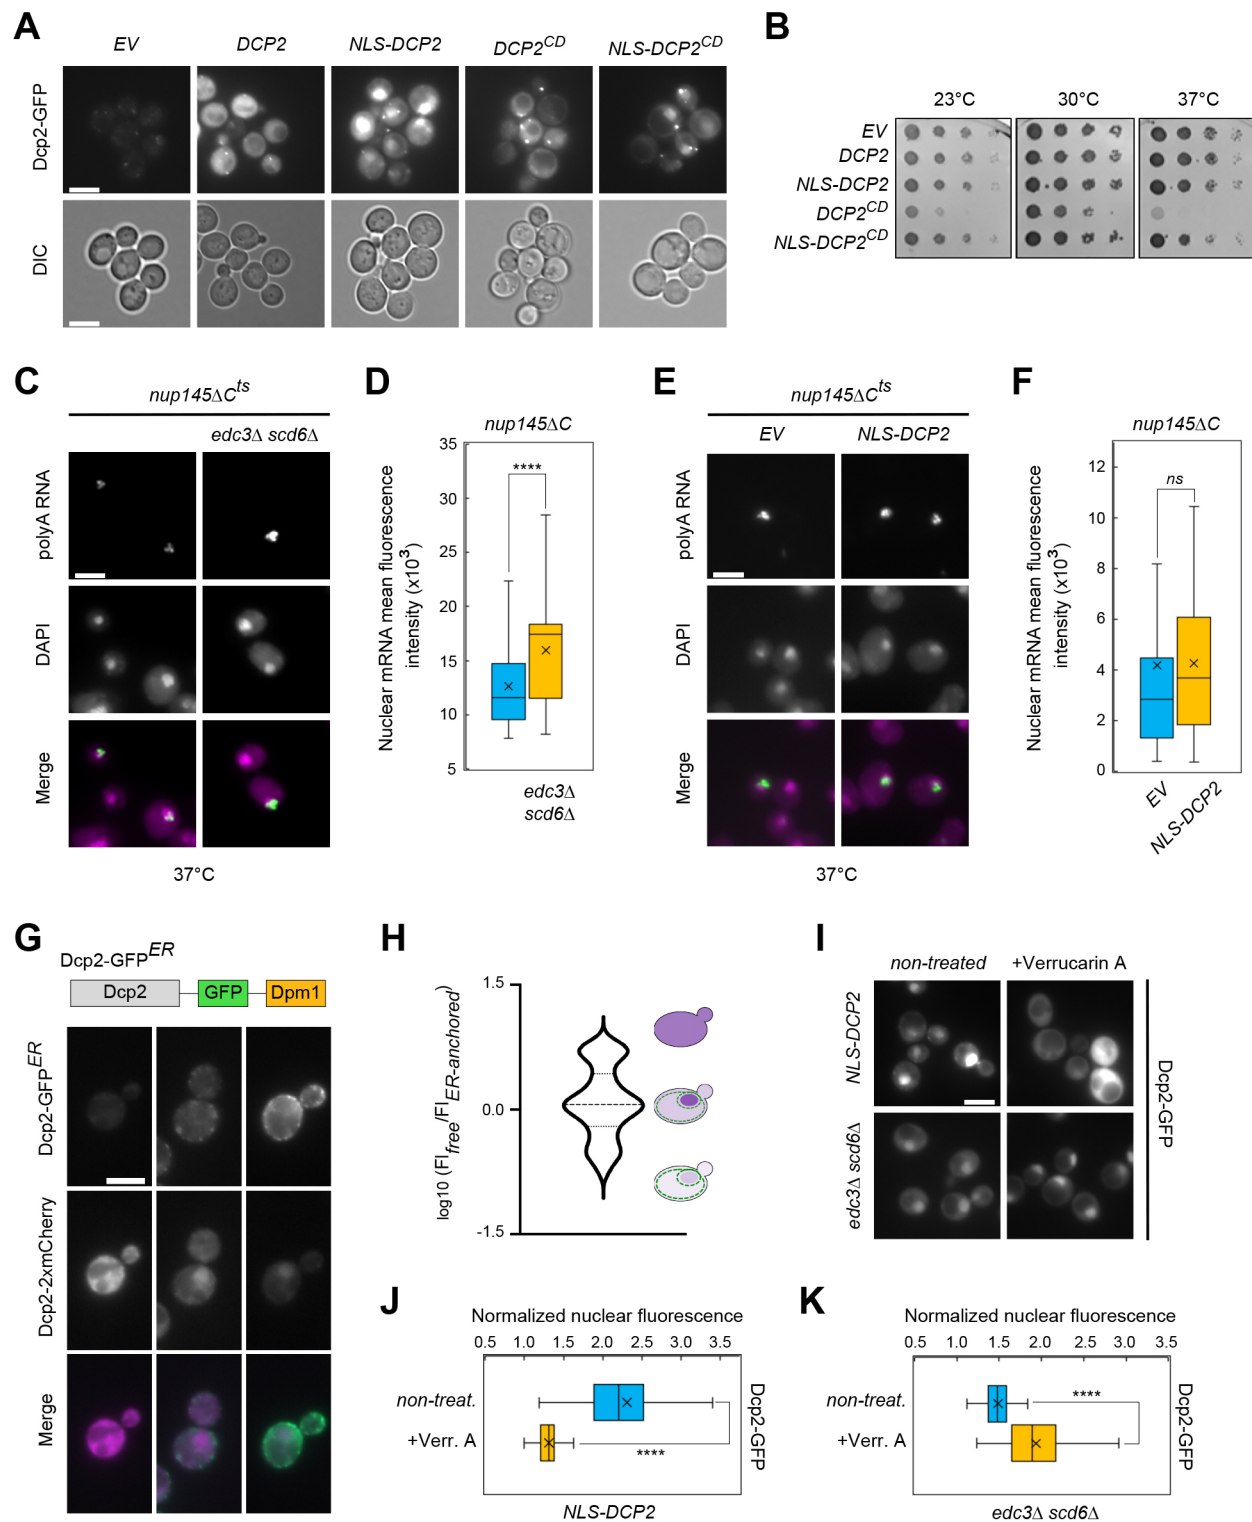 A
EV
DCP2
NLS-DCP2
DCP2CD
NLS-DCP2CD
Dcp2-GFP
DIC
B
23°C
30°C
37°C
EV
DCP2
NLS-DCP2
DCP2CD
NLS-DCP2CD
C
nup145ΔCts
edc3Δ scd6Δ
polyA RNA
DAPI
Merge
37°C
D
nup145ΔC
Nuclear mRNA mean fluorescence
intensity (x10³)
35
30
25
20
15
10
5
****
edc3Δ
scd6Δ
E
nup145ΔCts
EV
NLS-DCP2
polyA RNA
DAPI
Merge
37°C
F
nup145ΔC
Nuclear mRNA mean fluorescence
intensity (x10³)
12
10
8
6
4
2
0
ns
EV
NLS-DCP2
G
Dcp2-GFPER
Dcp2
GFP
Dpm1
Dcp2-GFPER
Dcp2-2xmCherry
Merge
H
log10 (FIfree/FIER-anchored)
1.5
0.0
-1.5
I
non-treated
+Verrucarin A
NLS-DCP2
edc3Δ scd6Δ
Dcp2-GFP
J
Normalized nuclear fluorescence
0.5 1.0 1.5 2.0 2.5 3.0 3.5
non-treat.
+Verr. A
****
Dcp2-GFP
NLS-DCP2
K
Normalized nuclear fluorescence
0.5 1.0 1.5 2.0 2.5 3.0 3.5
non-treat.
+Verr. A
****
Dcp2-GFP
edc3Δ scd6Δ